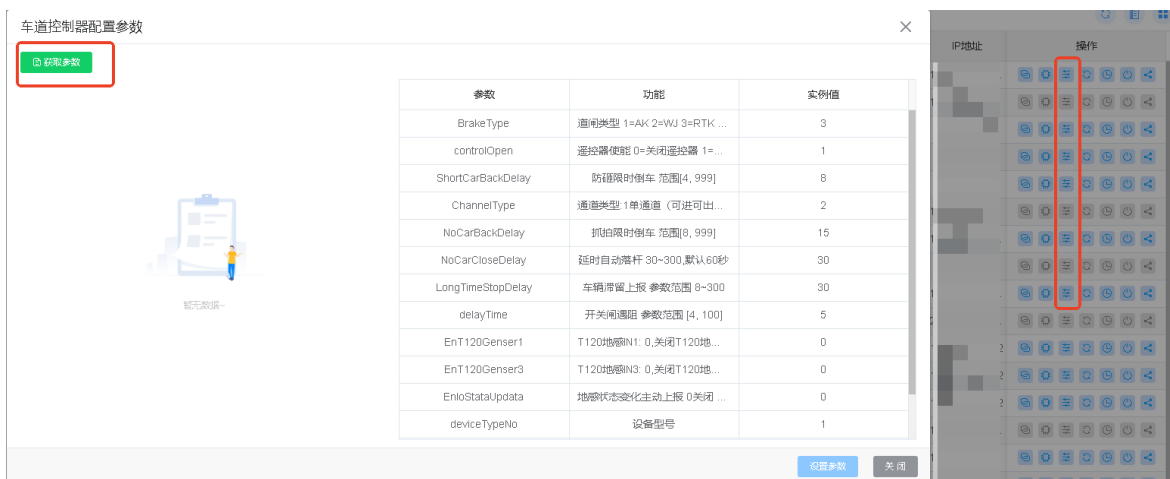 车道控制器配置参数
获取参数
IP地址 操作
参数 功能 实例值
BrakeType 道闸类型 1=AK 2=WJ 3=RTK ... 3
controlOpen 遥控器使能 0=关闭遥控器 1=... 1
ShortCarBackDelay 防砸限时倒车 范围[4, 999] 8
ChannelType 通道类型:1单通道（可进可出... 2
NoCarBackDelay 抓拍限时倒车 范围[8, 999] 15
NoCarCloseDelay 延时自动落杆 30~300,默认60秒 30
LongTimeStopDelay 车辆滞留上报 参数范围 8~300 30
delayTime 开关闸遇阻 参数范围 [4, 100] 5
EnT120Genser1 T120地感IN1: 0,关闭T120地... 0
EnT120Genser3 T120地感IN3: 0,关闭T120地... 0
EnIoStataUpdata 地感状态变化主动上报 0关闭 ... 0
deviceTypeNo 设备型号 1
暂无数据~
设置参数 关闭